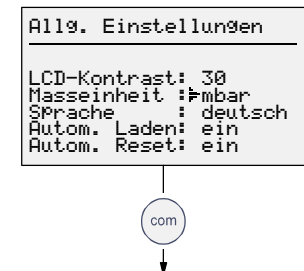 Allg. Einstellungen
LCD-Kontrast: 30
Masseinheit : mbar
Sprache : deutsch
Autom. Laden: ein
Autom. Reset: ein
com